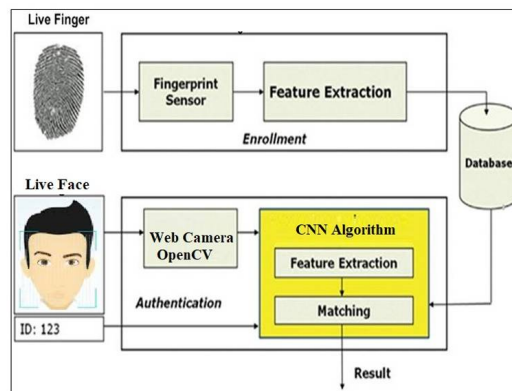 Live Finger
Fingerprint
Sensor
Feature Extraction
Enrollment
Database
Live Face
Web Camera
OpenCV
CNN Algorithm
Feature Extraction
Matching
Authentication
ID: 123
Result